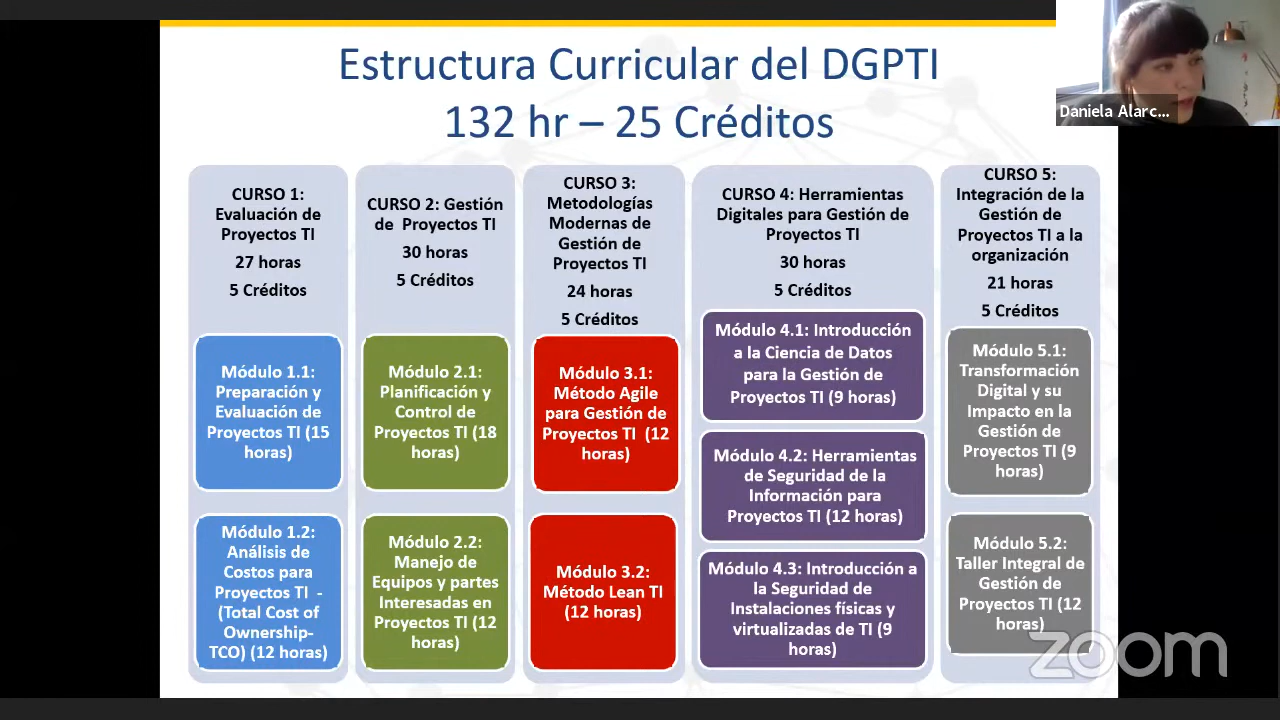 Estructura Curricular del DGPTI
132 hr – 25 Créditos
Daniela Alarc...
CURSO 1:
Evaluación de
Proyectos TI
27 horas
5 Créditos
Módulo 1.1:
Preparación y
Evaluación de
Proyectos TI (15
horas)
Módulo 1.2:
Análisis de
Costos para
Proyectos TI -
(Total Cost of
Ownership-
TCO) (12 horas)
CURSO 2: Gestión
de Proyectos TI
30 horas
5 Créditos
Módulo 2.1:
Planificación y
Control de
Proyectos TI (18
horas)
Módulo 2.2:
Manejo de
Equipos y partes
Interesadas en
Proyectos TI (12
horas)
CURSO 3:
Metodologías
Modernas de
Gestión de
Proyectos TI
24 horas
5 Créditos
Módulo 3.1:
Método Agile
para Gestión de
Proyectos TI (12
horas)
Módulo 3.2:
Método Lean TI
(12 horas)
CURSO 4: Herramientas
Digitales para Gestión de
Proyectos TI
30 horas
5 Créditos
Módulo 4.1: Introducción
a la Ciencia de Datos
para la Gestión de
Proyectos TI (9 horas)
Módulo 4.2: Herramientas
de Seguridad de la
Información para
Proyectos TI (12 horas)
Módulo 4.3: Introducción a
la Seguridad de
Instalaciones físicas y
virtualizadas de TI (9
horas)
CURSO 5:
Integración de la
Gestión de
Proyectos TI a la
organización
21 horas
5 Créditos
Módulo 5.1:
Transformación
Digital y su
Impacto en la
Gestión de
Proyectos TI (9
horas)
Módulo 5.2:
Taller Integral de
Gestión de
Proyectos TI (12
horas)
zoom